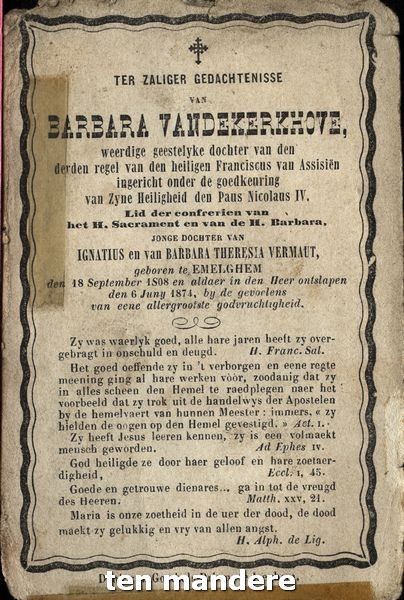 TER ZALIGER GEDACHTENISSE
VAN
BARBARA VANDEKERKHOVE,
weerdige geestelyke dochter van den
derden regel van den heiligen Franciscus van Assisiën
ingericht onder de goedkeuring
van Zyne Heiligheid den Paus Nicolaus IV.
Lid der confrerien van
het H. Sacrament en van de H. Barbara,
JONGE DOCHTER VAN
IGNATIUS en van BARBARA THERESIA VERMAUT,
geboren te EMELGHEM
den 18 September 1808 en aldaer in den Heer ontslapen
den 6 Juny 1874, by de gevoelens
van eene allergrootste godvruchtigheid.
Zy was waerlyk goed, alle hare jaren heeft zy over-
gebragt in onschuld en deugd. H. Franc. Sal.
Het goed oeffende zy in 't verborgen en eene regte
meening ging al hare werken vóór, zoodanig dat zy
in alles scheen den Hemel te raedplegen naer het
voorbeeld dat zy trok uit de handelwys der Apostelen
by de hemelvaert van hunnen Meester : immers, « zy
hielden de oogen op den Hemel gevestigd. » Act. 1.
Zy heeft Jesus leeren kennen, zy is een volmaekt
mensch geworden. Ad Ephes IV.
God heiligde ze door haer geloof en hare zoetaer-
digheid, Eccl. 1, 45.
Goede en getrouwe dienares... ga in tot de vreugd
des Heeren. Matth. XXV, 21.
Maria is onze zoetheid in de uer der dood, de dood
maekt zy gelukkig en vry van allen angst.
H. Alph. de Lig.
ten mandere